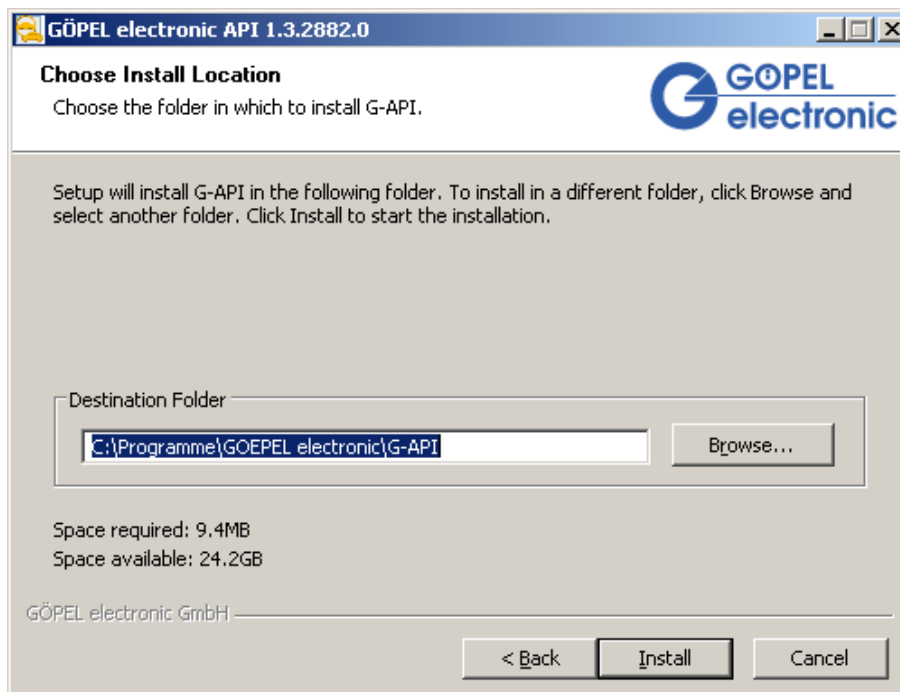 GÖPEL electronic API 1.3.2882.0
Choose Install Location
Choose the folder in which to install G-API.
GÖPEL
electronic
Setup will install G-API in the following folder. To install in a different folder, click Browse and
select another folder. Click Install to start the installation.
Destination Folder
C:\Programme\GOEPEL electronic\G-API
Browse...
Space required: 9.4MB
Space available: 24.2GB
GÖPEL electronic GmbH
< Back
Install
Cancel